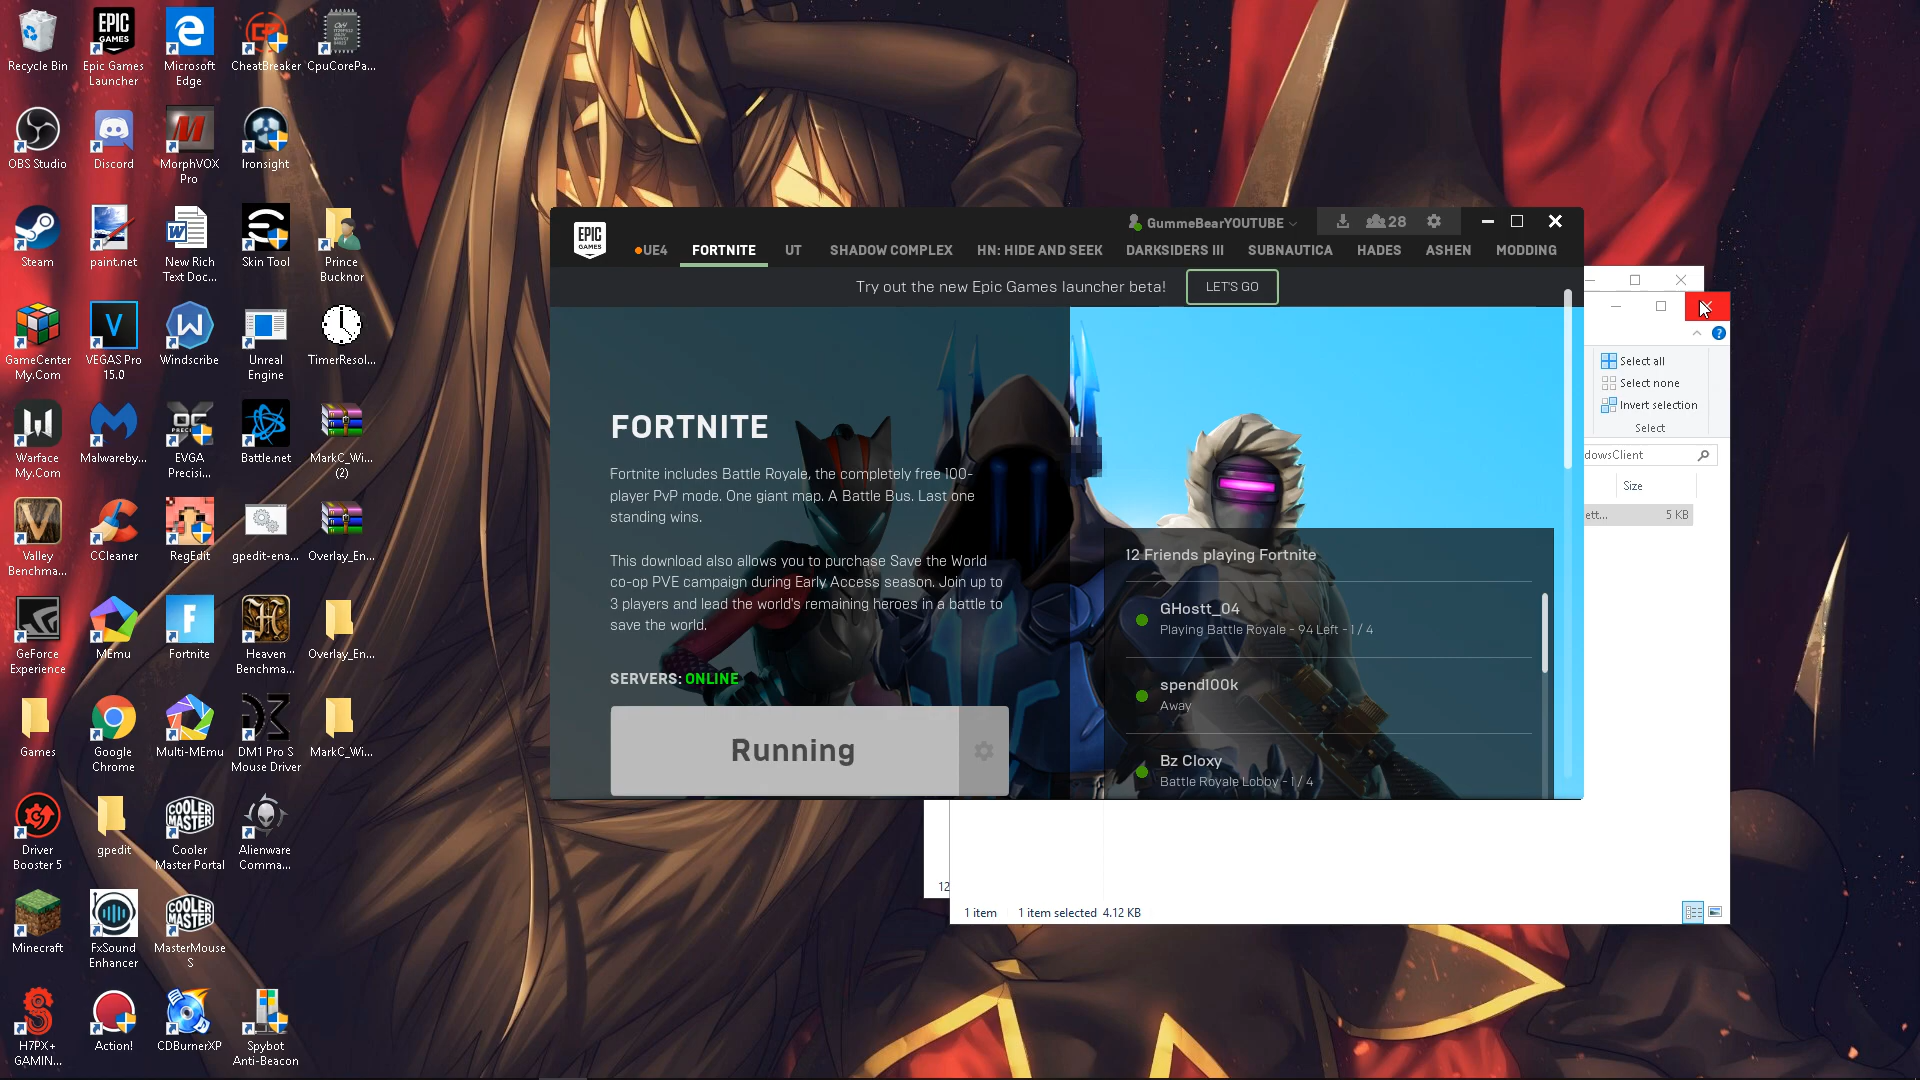 Recycle Bin
Epic Games
Launcher
Microsoft
Edge
CheatBreaker
CpuCorePa...
OBS Studio
Discord
MorphVOX
Pro
Ironsight
Steam
paint.net
New Rich
Text Doc...
Skin Tool
Prince
Bucknor
GameCenter
My.Com
VEGAS Pro
15.0
Windscribe
Unreal
Engine
TimerResol...
Warface
My.Com
Malwareby...
EVGA
Precisi...
Battle.net
MarkC_Wi...
(2)
Valley
Benchma...
CCleaner
RegEdit
gpedit-ena...
Overlay_En...
GeForce
Experience
MEmu
Fortnite
Heaven
Benchma...
Overlay_En...
Games
Google
Chrome
Multi-MEmu
DM1 Pro S
Mouse Driver
MarkC_Wi...
Driver
Booster 5
gpedit
Cooler
Master Portal
Alienware
Comma...
Minecraft
FxSound
Enhancer
MasterMouse
S
H7PX+
GAMIN...
Action!
CDBurnerXP
Spybot
Anti-Beacon
EPIC
GAMES
GummeBearYOUTUBE
28
UE4
FORTNITE
UT
SHADOW COMPLEX
HN: HIDE AND SEEK
DARKSIDERS III
SUBNAUTICA
HADES
ASHEN
MODDING
Try out the new Epic Games launcher beta!
LET'S GO
FORTNITE
Fortnite includes Battle Royale, the completely free 100-
player PvP mode. One giant map. A Battle Bus. Last one
standing wins.
This download also allows you to purchase Save the World
co-op PVE campaign during Early Access season. Join up to
3 players and lead the world's remaining heroes in a battle to
save the world.
SERVERS: ONLINE
Running
12 Friends playing Fortnite
GHostt_04
Playing Battle Royale - 94 Left - 1 / 4
spend100k
Away
Bz Cloxy
Battle Royale Lobby - 1 / 4
Select all
Select none
Invert selection
Select
dowsClient
Size
ett...
5 KB
12
1 item
1 item selected 4.12 KB